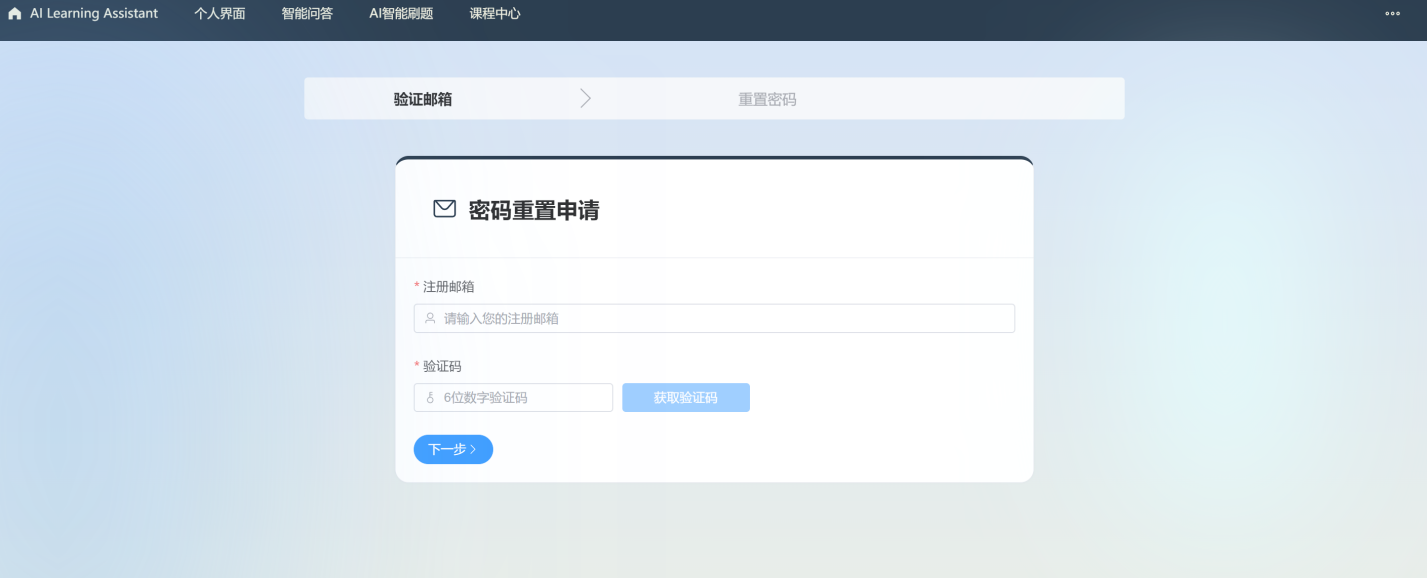 AI Learning Assistant 个人界面 智能问答 AI智能刷题 课程中心
验证邮箱 重置密码
密码重置申请
* 注册邮箱
请输入您的注册邮箱
* 验证码
6位数字验证码 获取验证码
下一步